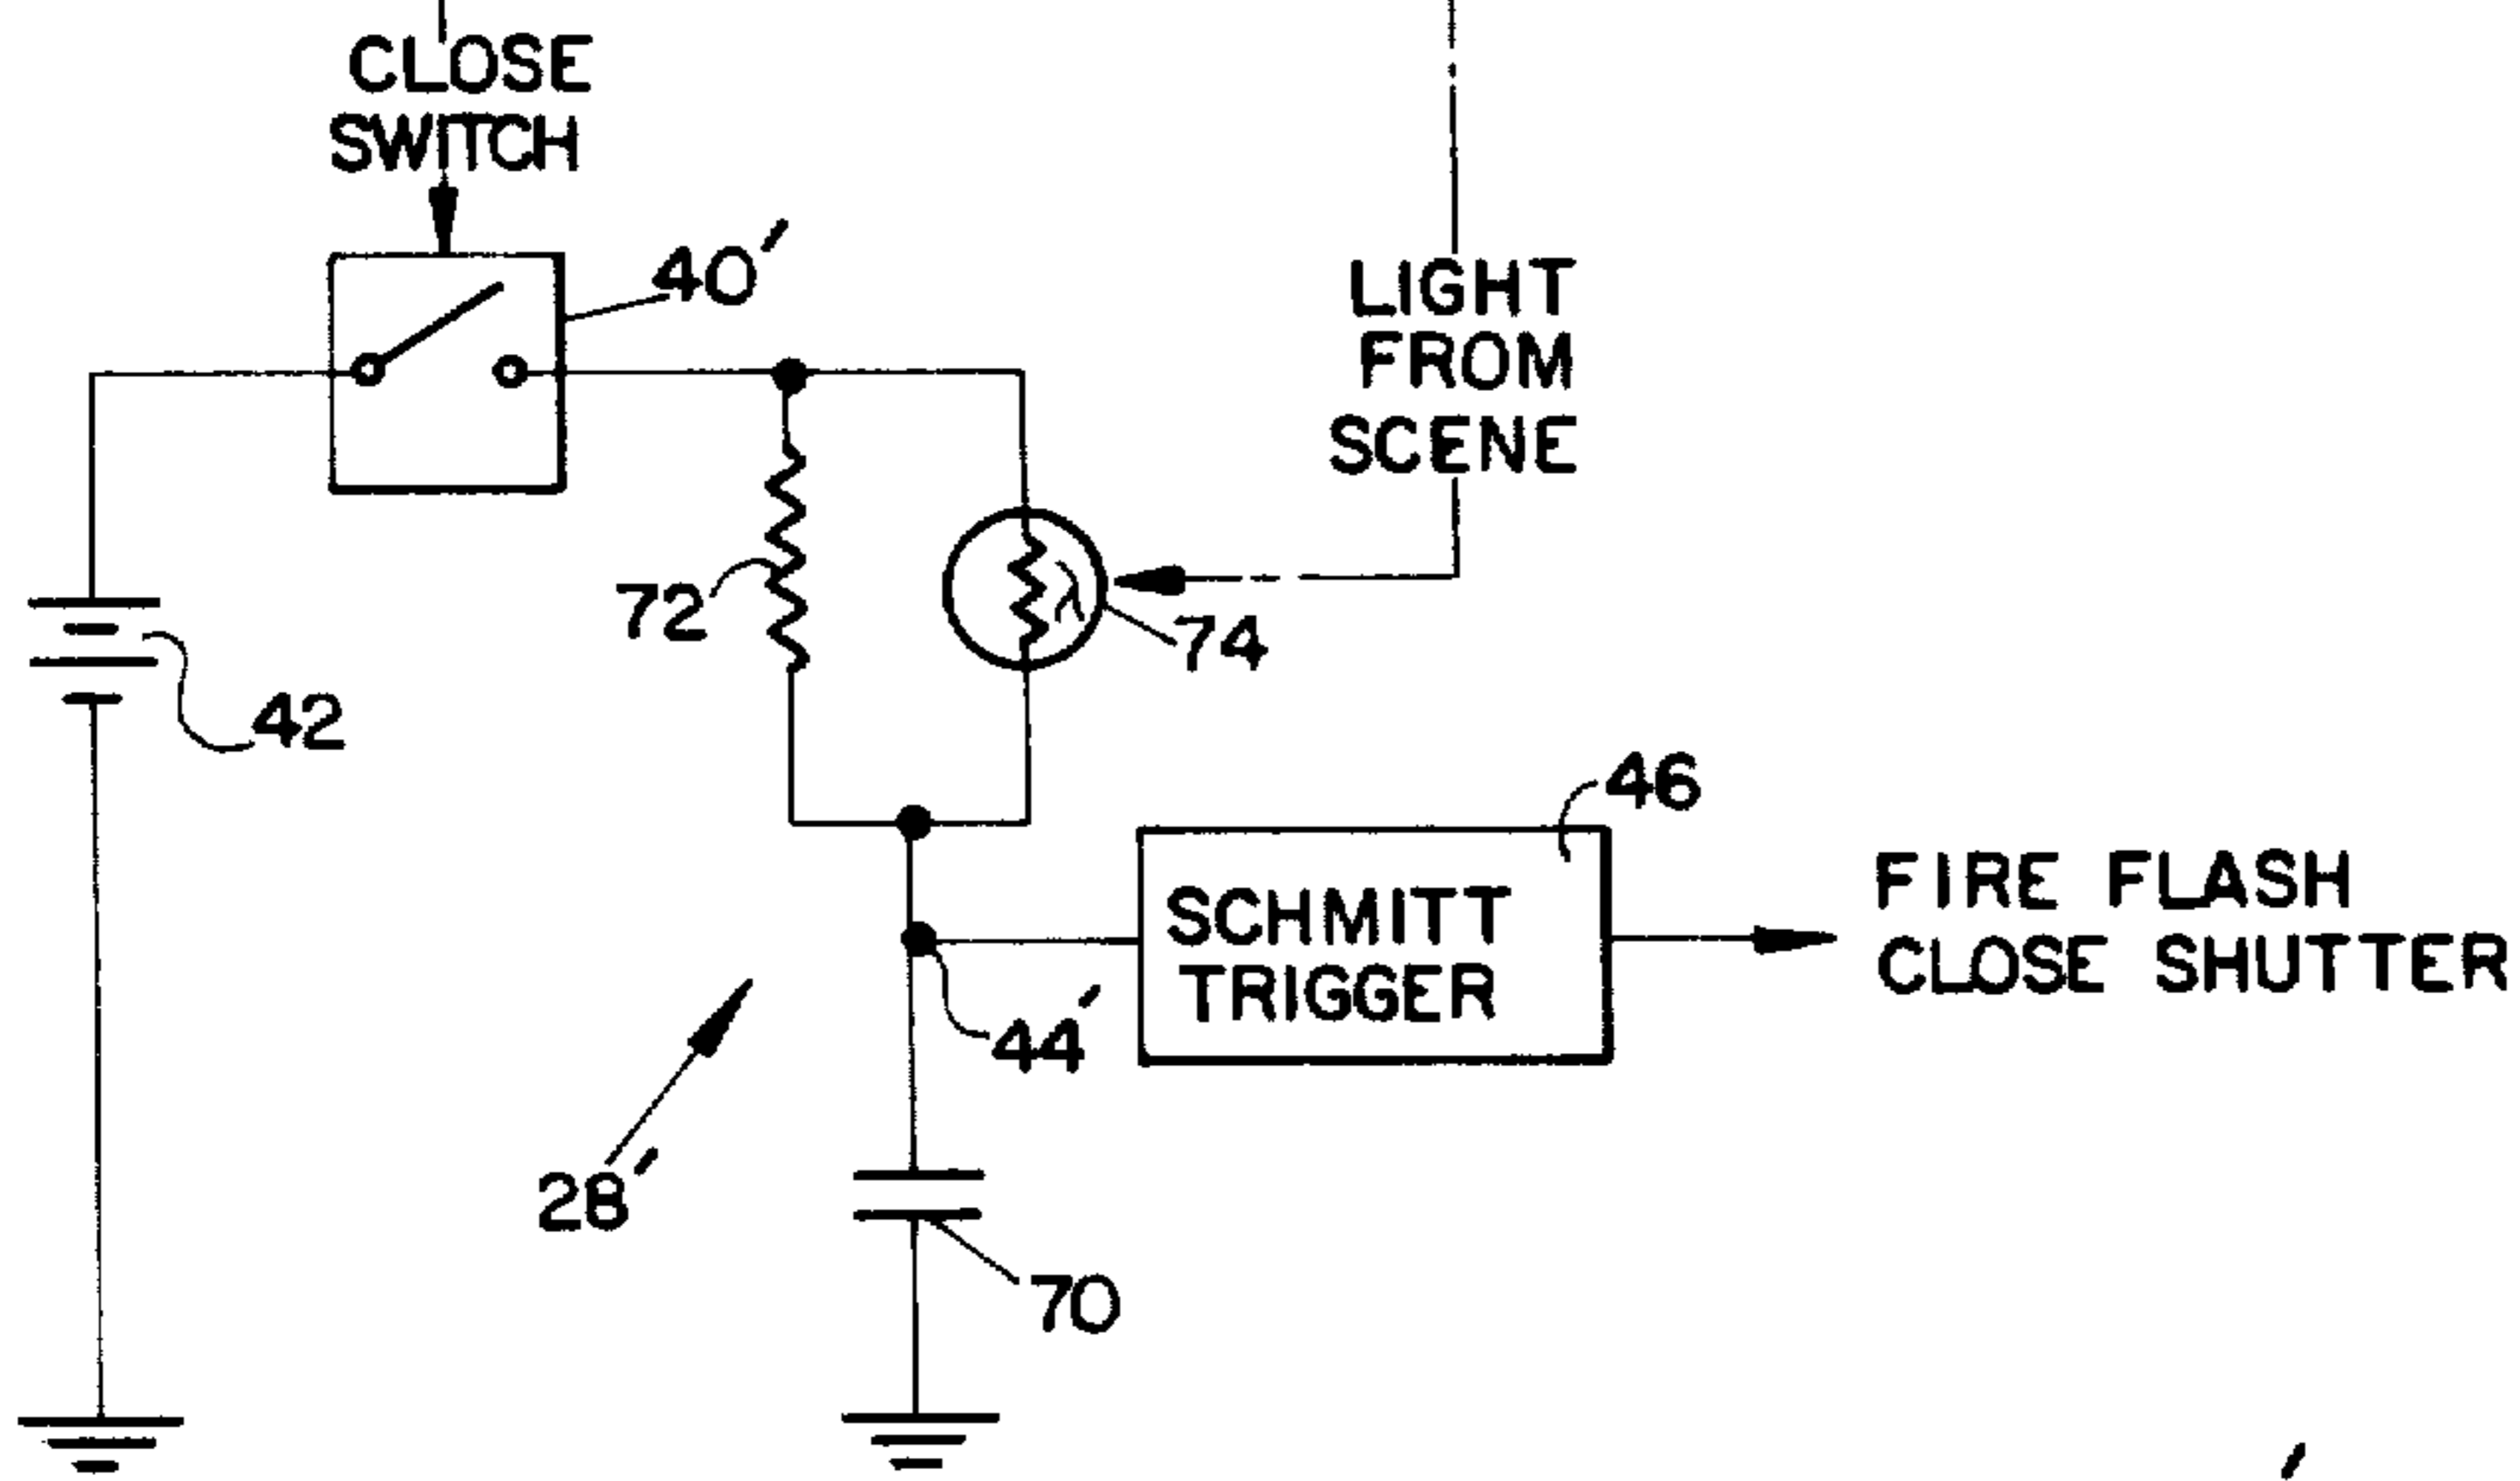 CLOSE
SWITCH
40′
LIGHT
FROM
SCENE
72
74
42
46
SCHMITT
TRIGGER
FIRE FLASH
CLOSE SHUTTER
44′
28′
70